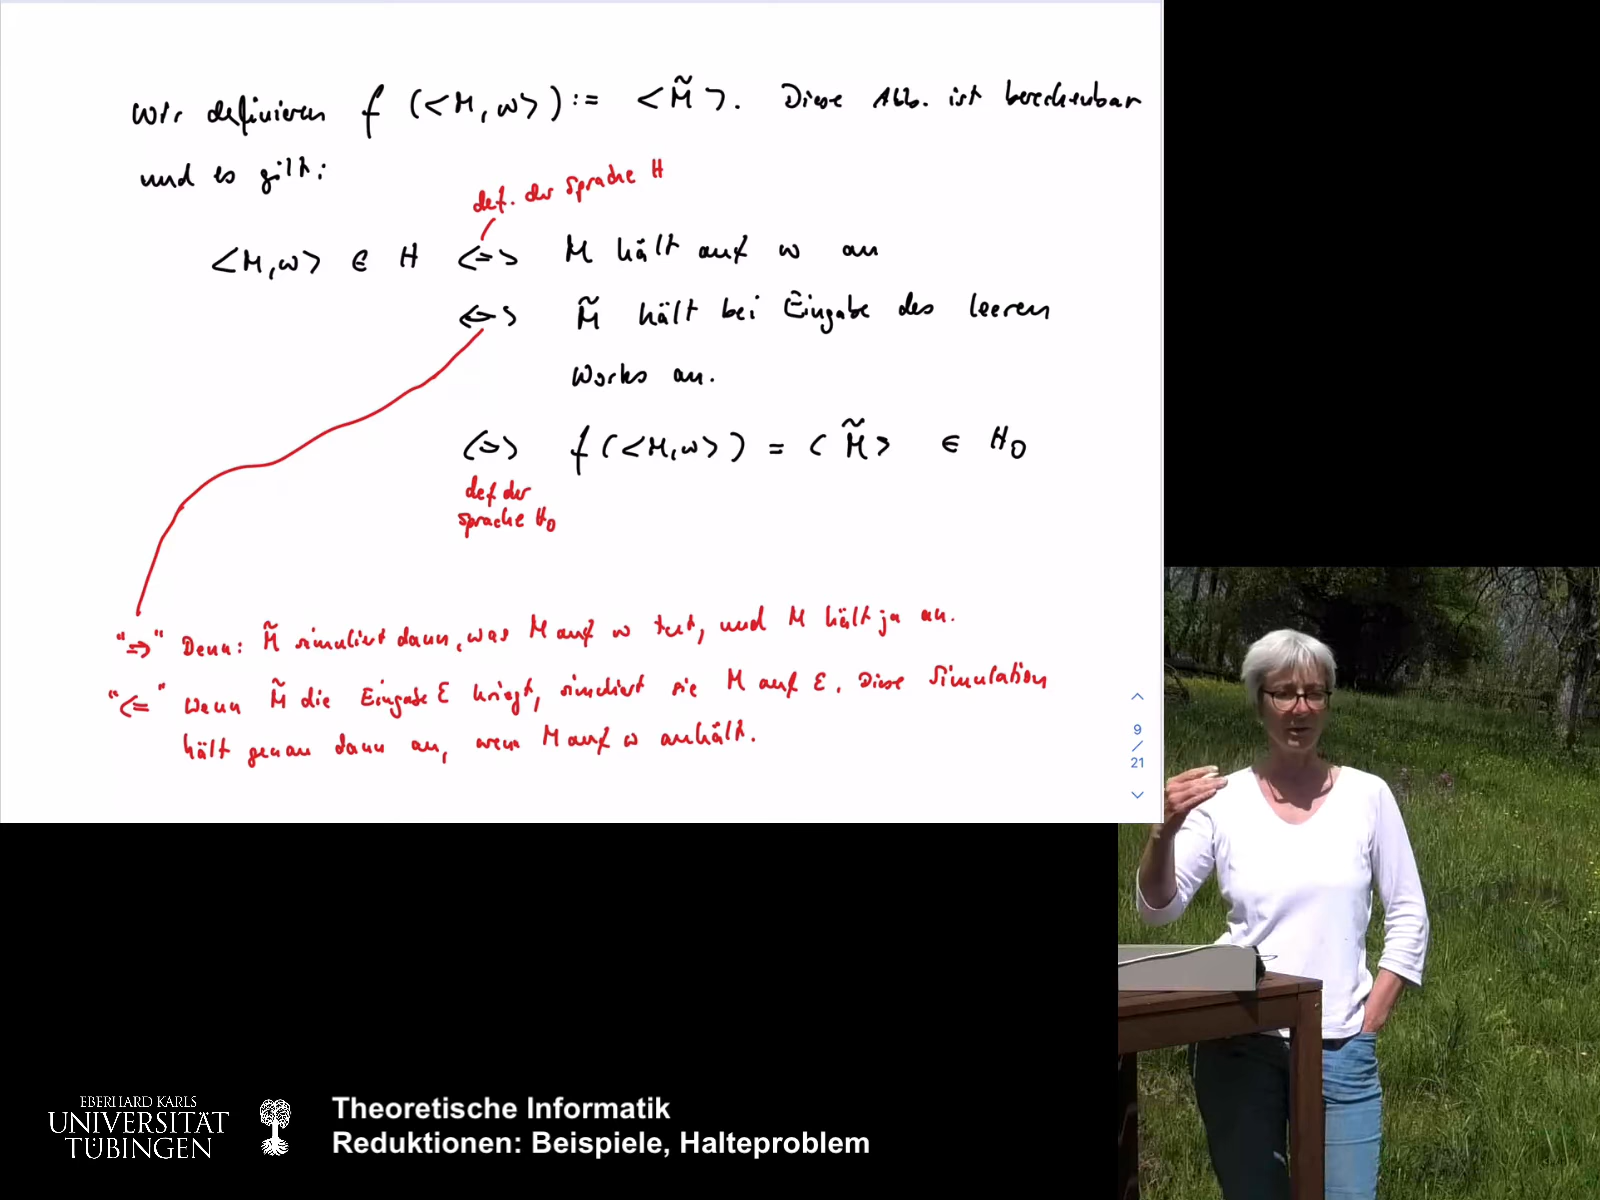 Wir definieren f(<M,w>) := <M̃>. Diese Abb. ist berechenbar
und es gilt:
def. der Sprache H
<M,w> ∈ H <=> M hält auf w an
<=> M̃ hält bei Eingabe des leeren
Works an.
<=> f(<M,w>) = <M̃> ∈ H₀
def der
Sprache H₀
"=>" Denn: M̃ simuliert dann, was M auf w tut, und M hält ja an.
"<=" Wenn M̃ die Eingabe ε kriegt, simuliert sie M auf ε. Diese Simulation
hält genau dann an, wenn M auf w anhält.
9
/
21
EBERHARD KARLS
UNIVERSITÄT
TÜBINGEN
Theoretische Informatik
Reduktionen: Beispiele, Halteproblem